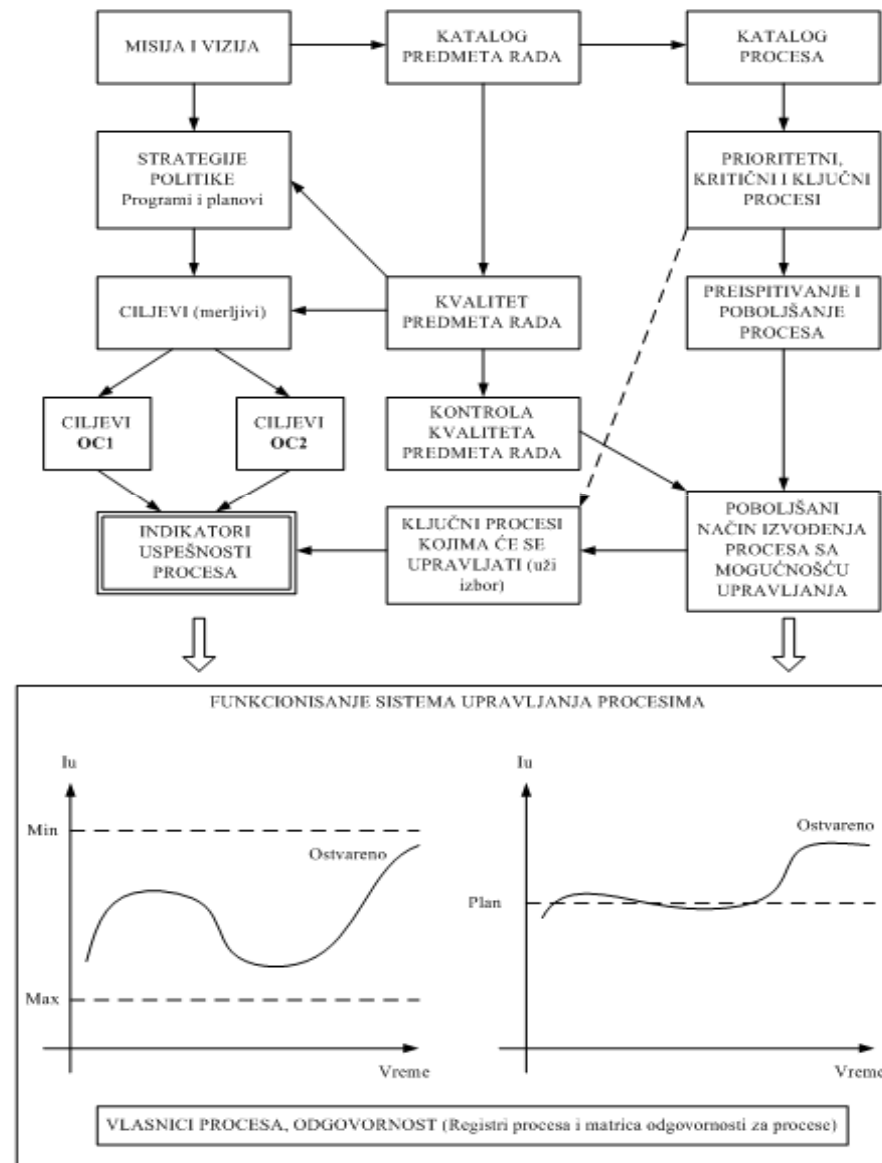 MISIJA I VIZIJA
KATALOG
PREDMETA RADA
KATALOG
PROCESA
STRATEGIJE
POLITIKE
Programi i planovi
PRIORITETNI,
KRITIČNI I KLJUČNI
PROCESI
CILJEVI (merljivi)
KVALITET
PREDMETA RADA
PREISPITIVANJE I
POBOLJŠANJE
PROCESA
CILJEVI
OC1
CILJEVI
OC2
KONTROLA
KVALITETA
PREDMETA RADA
INDIKATORI
USPEŠNOSTI
PROCESA
KLJUČNI PROCESI
KOJIMA ĆE SE
UPRAVLJATI (uži
izbor)
POBOLJŠANI
NAČIN IZVOĐENJA
PROCESA SA
MOGUĆNOŠĆU
UPRAVLJANJA
FUNKCIONISANJE SISTEMA UPRAVLJANJA PROCESIMA
Iu
Min
Ostvareno
Max
Vreme
Iu
Ostvareno
Plan
Vreme
VLASNICI PROCESA, ODGOVORNOST (Registri procesa i matrica odgovornosti za procese)